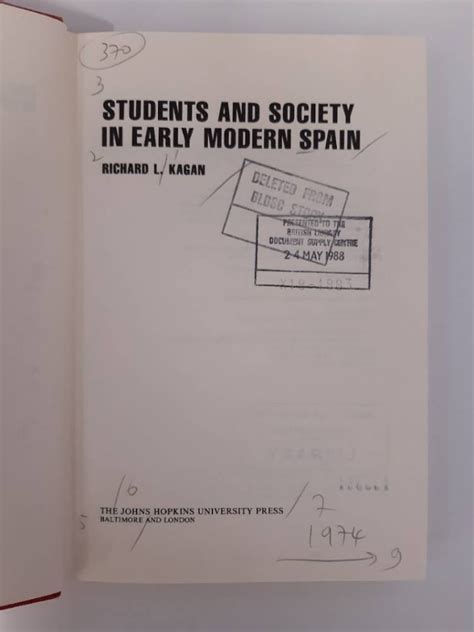 370
3
STUDENTS AND SOCIETY
IN EARLY MODERN SPAIN
2
RICHARD L. KAGAN
DELETED FROM
BLDSC STOCK
PRESENTED TO THE
BRITISH LIBRARY
DOCUMENT SUPPLY CENTRE
24 MAY 1988
6
THE JOHNS HOPKINS UNIVERSITY PRESS
5
BALTIMORE AND LONDON
7
1974
9